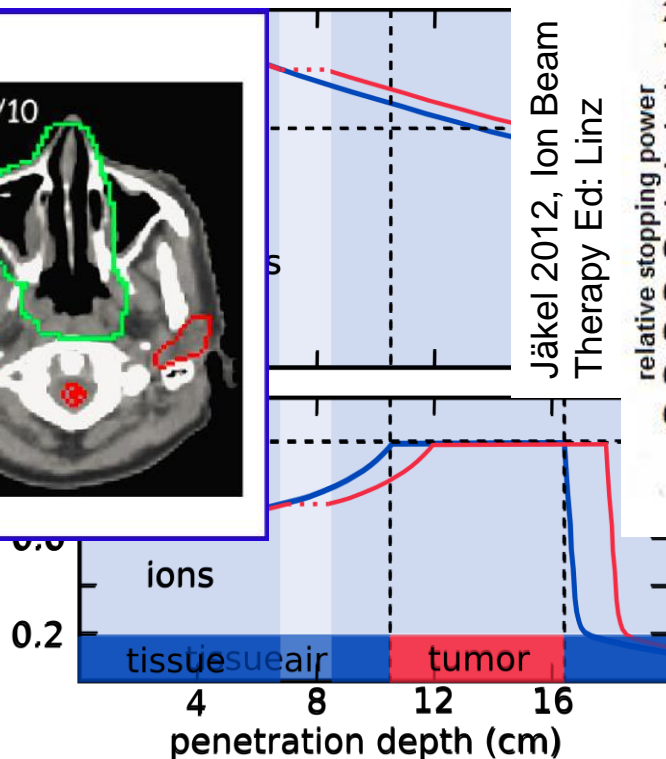 /10
s
Jäkel 2012, Ion Beam
Therapy Ed: Linz
relative stopping power
ions
0.2
tissue air tumor
4 8 12 16
penetration depth (cm)